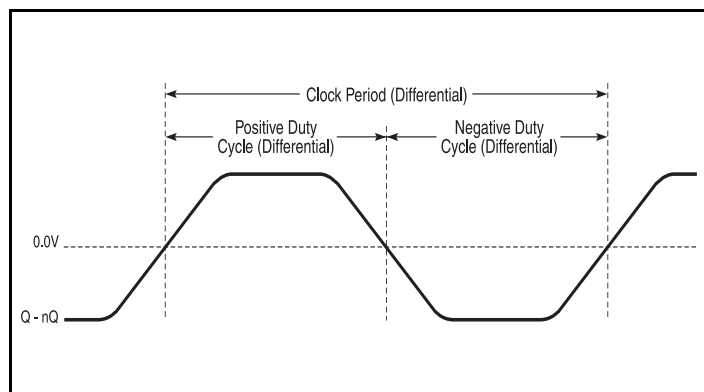 Clock Period (Differential)
Positive Duty
Cycle (Differential)
Negative Duty
Cycle (Differential)
0.0V
Q - nQ